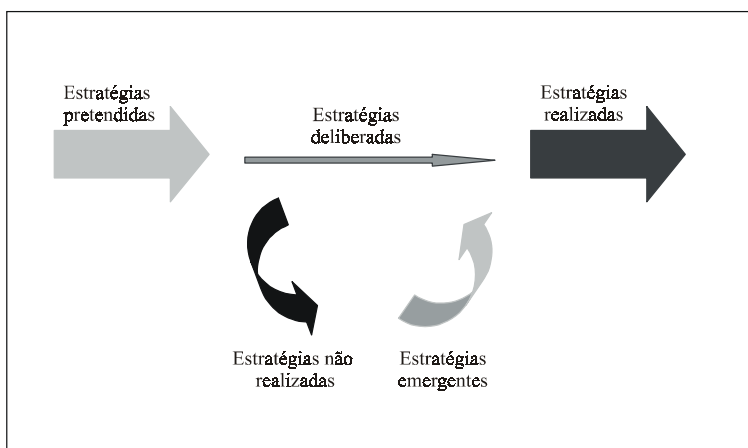 Estratégias
pretendidas
Estratégias
deliberadas
Estratégias
realizadas
Estratégias não
realizadas
Estratégias
emergentes